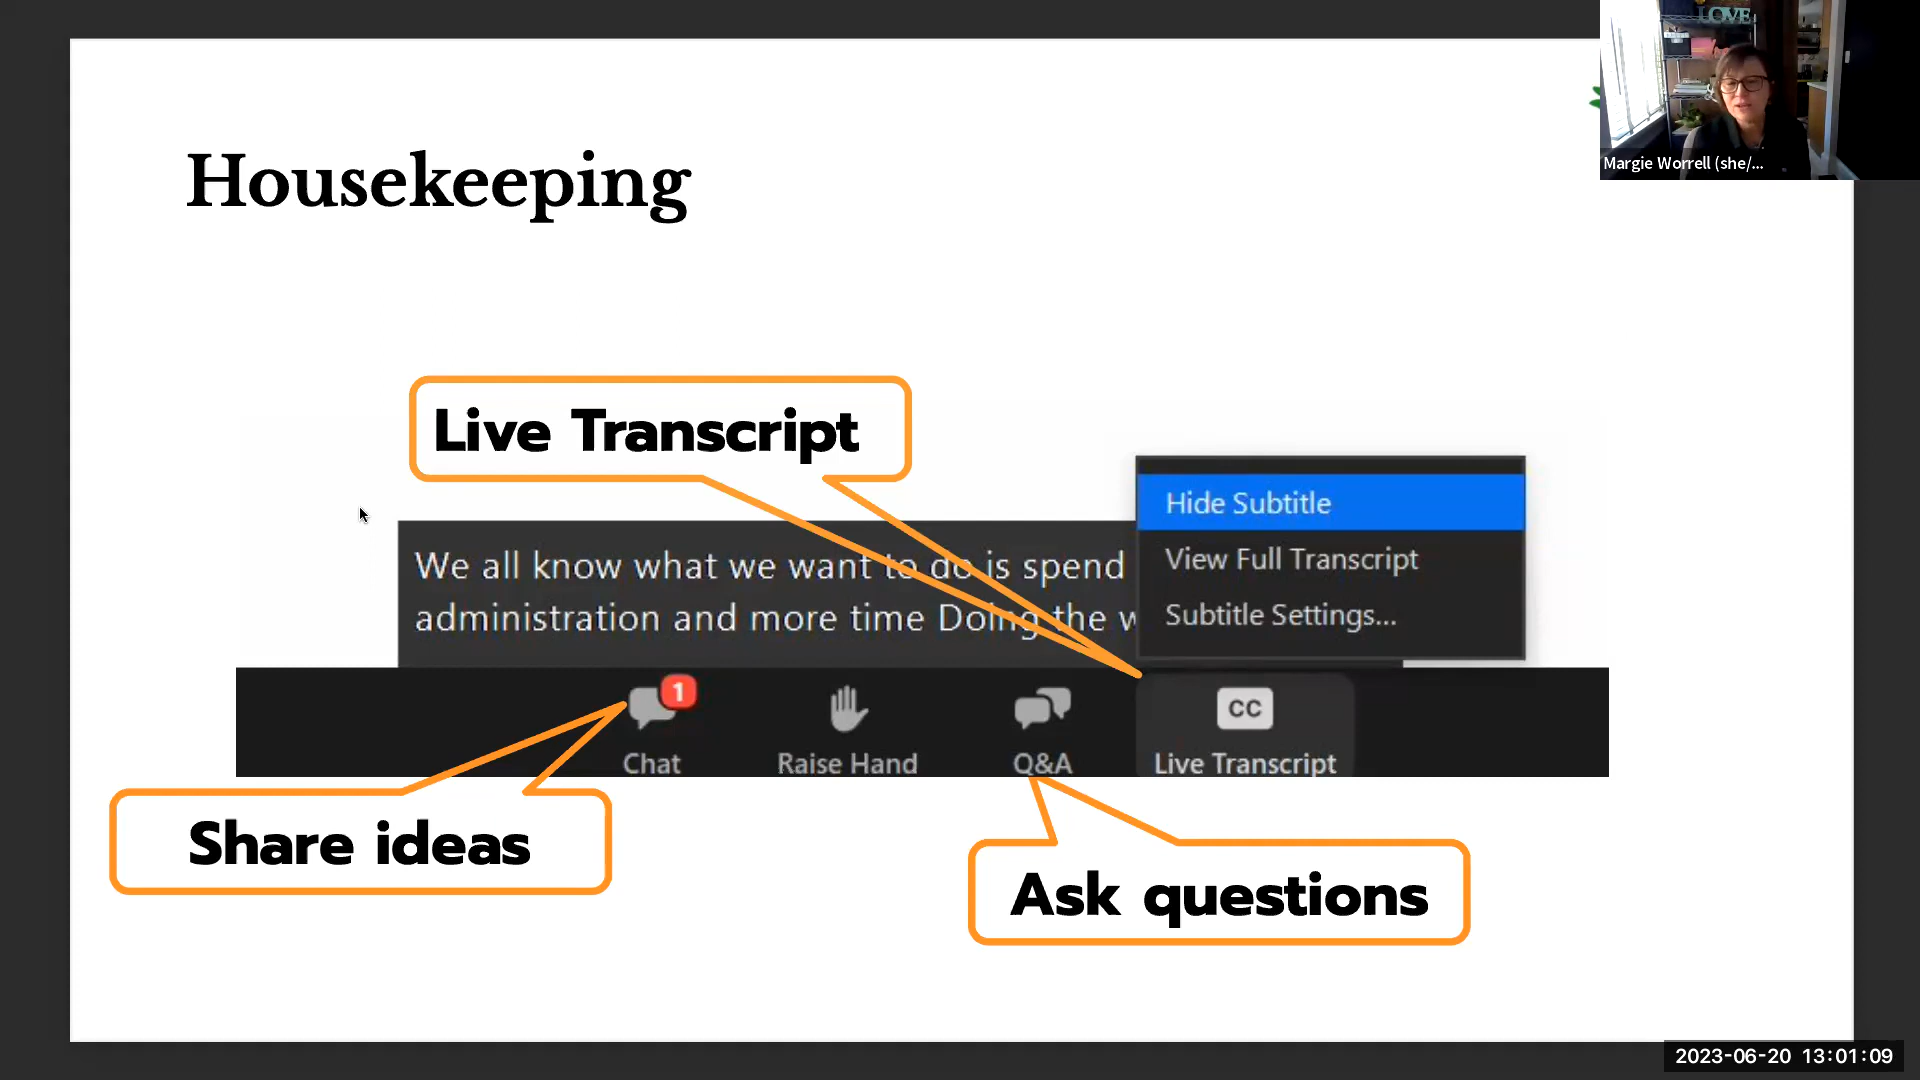 LOVE
Margie Worrell (she/...
Housekeeping
Live Transcript
Hide Subtitle
View Full Transcript
Subtitle Settings...
We all know what we want to do is spend
administration and more time Doing the w
1
CC
Chat
Raise Hand
Q&A
Live Transcript
Share ideas
Ask questions
2023-06-20 13:01:09